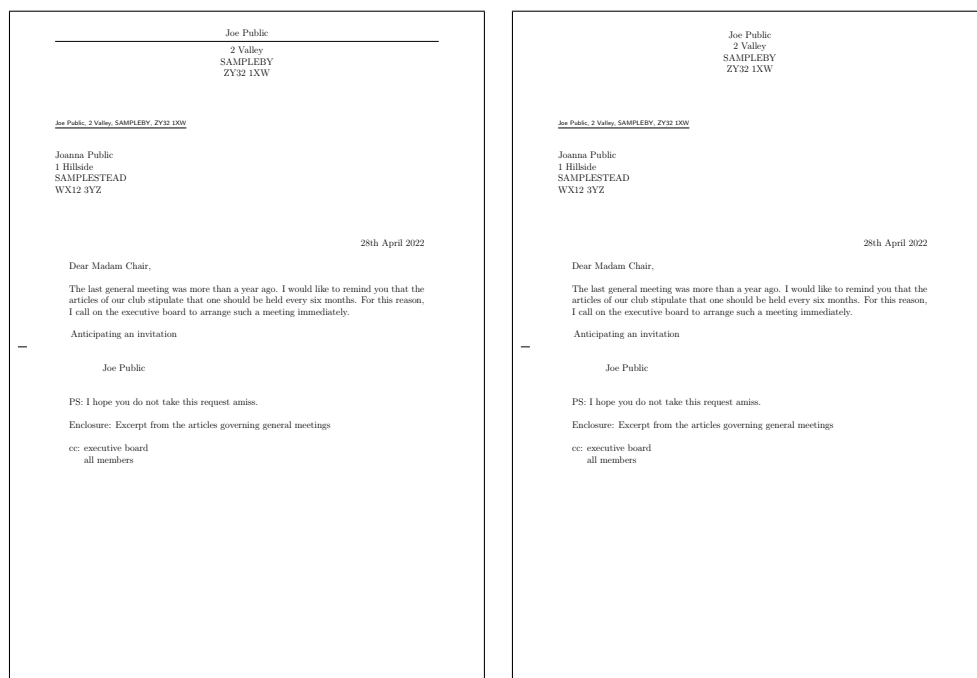 Joe Public
2 Valley
SAMPLEBY
ZY32 1XW
Joe Public, 2 Valley, SAMPLEBY, ZY32 1XW
Joanna Public
1 Hillside
SAMPLESTEAD
WX12 3YZ
28th April 2022
Dear Madam Chair,
The last general meeting was more than a year ago. I would like to remind you that the
articles of our club stipulate that one should be held every six months. For this reason,
I call on the executive board to arrange such a meeting immediately.
Anticipating an invitation
Joe Public
PS: I hope you do not take this request amiss.
Enclosure: Excerpt from the articles governing general meetings
cc: executive board
all members
Joe Public
2 Valley
SAMPLEBY
ZY32 1XW
Joe Public, 2 Valley, SAMPLEBY, ZY32 1XW
Joanna Public
1 Hillside
SAMPLESTEAD
WX12 3YZ
28th April 2022
Dear Madam Chair,
The last general meeting was more than a year ago. I would like to remind you that the
articles of our club stipulate that one should be held every six months. For this reason,
I call on the executive board to arrange such a meeting immediately.
Anticipating an invitation
Joe Public
PS: I hope you do not take this request amiss.
Enclosure: Excerpt from the articles governing general meetings
cc: executive board
all members